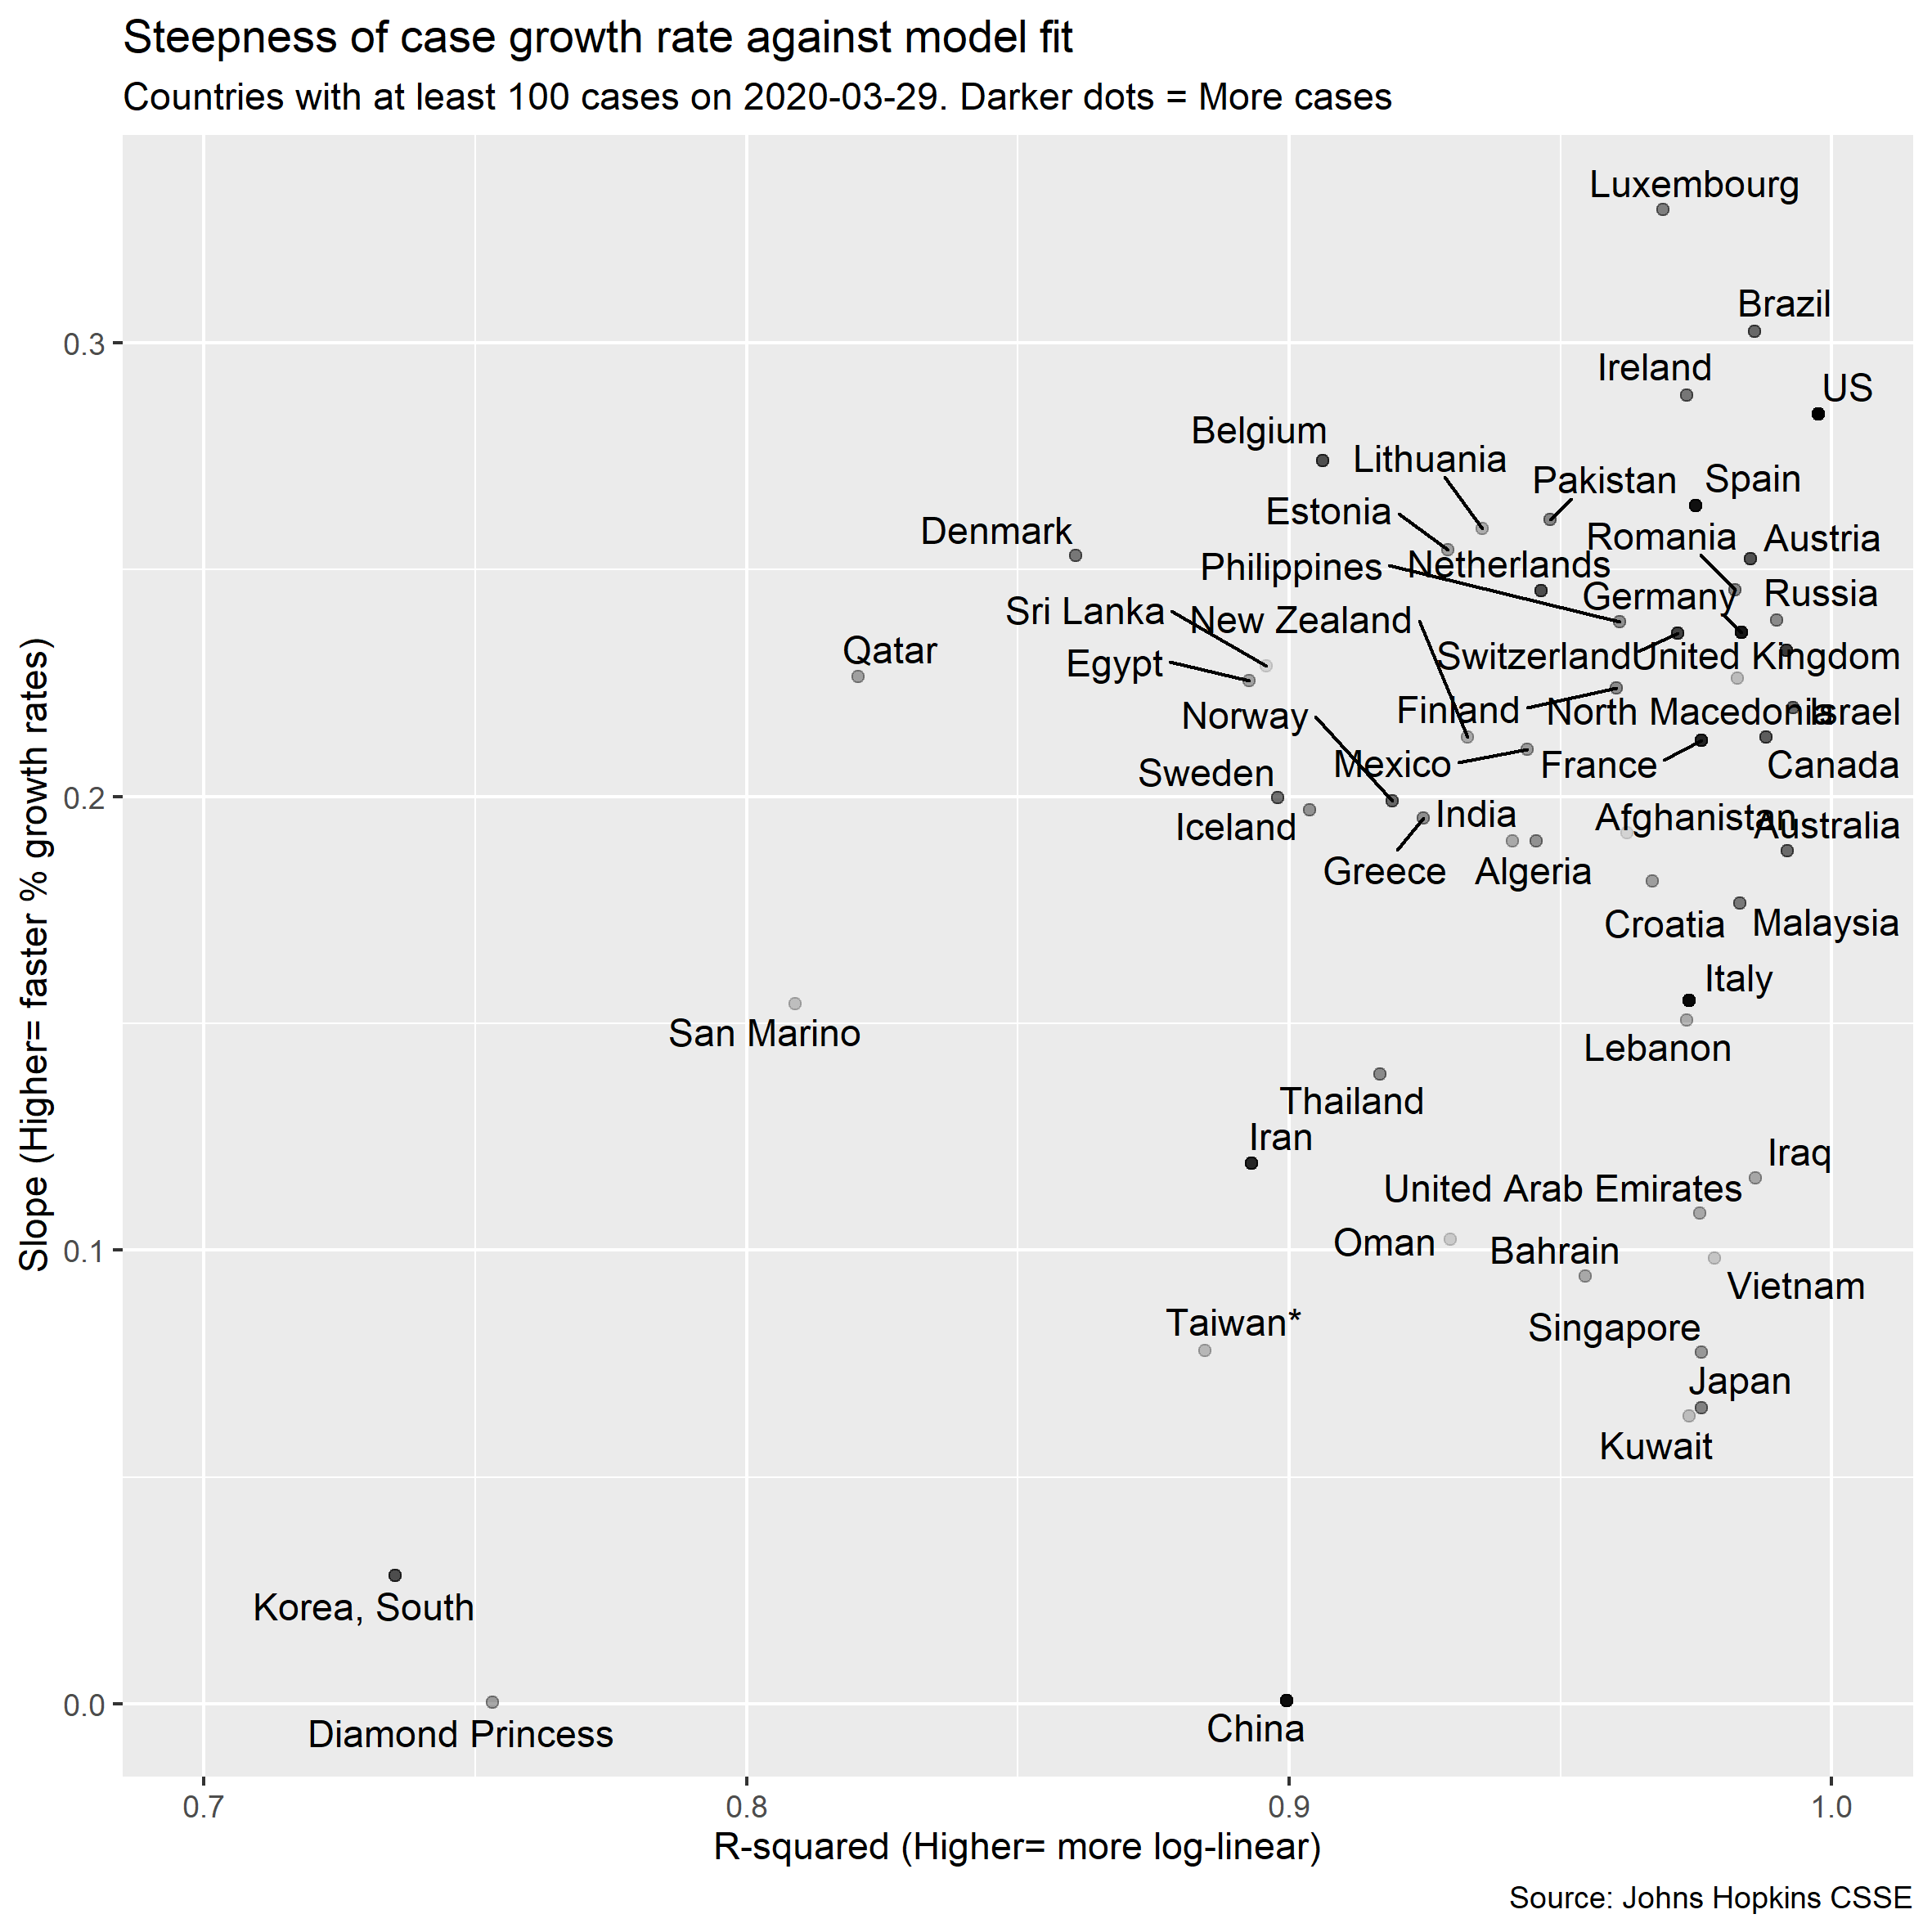 Steepness of case growth rate against model fit
Countries with at least 100 cases on 2020-03-29. Darker dots = More cases
Luxembourg
Brazil
0.3
Ireland
US
Belgium
Lithuania
Pakistan
Spain
Estonia
Denmark
Romania
Austria
Philippines
Netherlands
Germany
Russia
Sri Lanka
New Zealand
Qatar
Egypt
Switzerland
United Kingdom
Norway
Finland
North Macedonia
Israel
Mexico
France
Canada
Sweden
0.2
Iceland
India
Afghanistan
Australia
Greece
Algeria
Croatia
Malaysia
Italy
San Marino
Lebanon
Thailand
Iran
Iraq
United Arab Emirates
Oman
Bahrain
0.1
Vietnam
Taiwan*
Singapore
Japan
Kuwait
Korea, South
0.0
Diamond Princess
China
Slope (Higher= faster % growth rates)
0.7 0.8 0.9 1.0
R-squared (Higher= more log-linear)
Source: Johns Hopkins CSSE